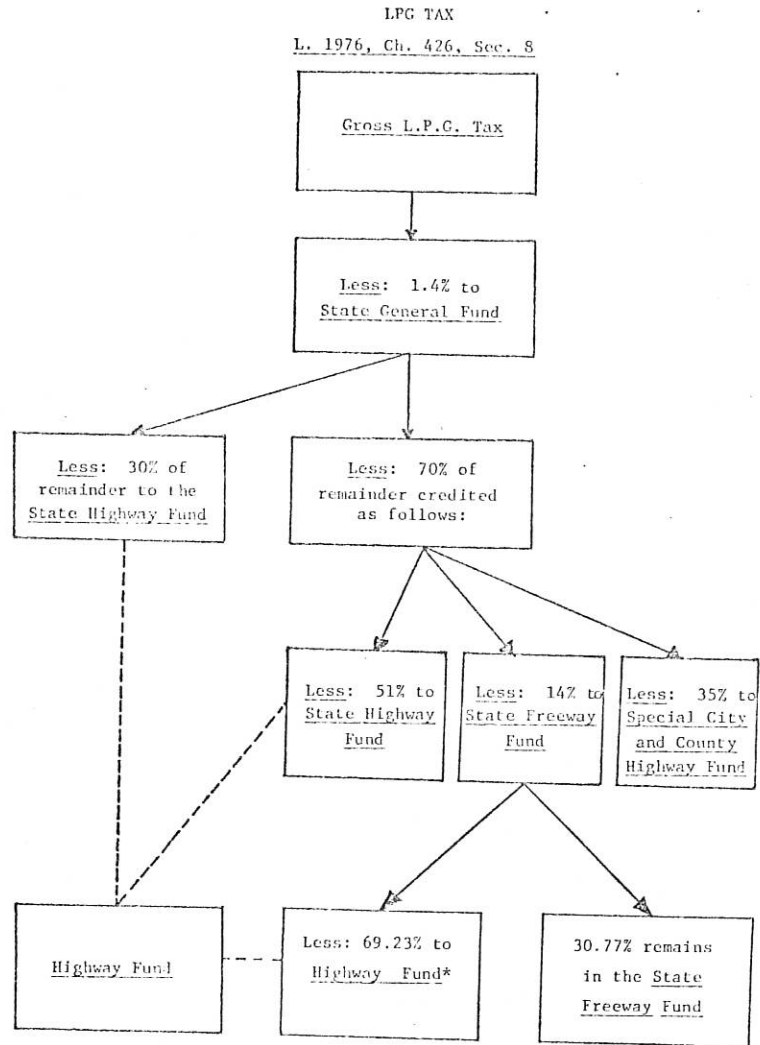 LPG TAX
L. 1976, Ch. 426, Sec. 8
Gross L.P.G. Tax
Less: 1.4% to
State General Fund
Less: 30% of
remainder to the
State Highway Fund
Less: 70% of
remainder credited
as follows:
Less: 51% to
State Highway
Fund
Less: 14% to
State Freeway
Fund
Less: 35% to
Special City
and County
Highway Fund
Highway Fund
Less: 69.23% to
Highway Fund*
30.77% remains
in the State
Freeway Fund